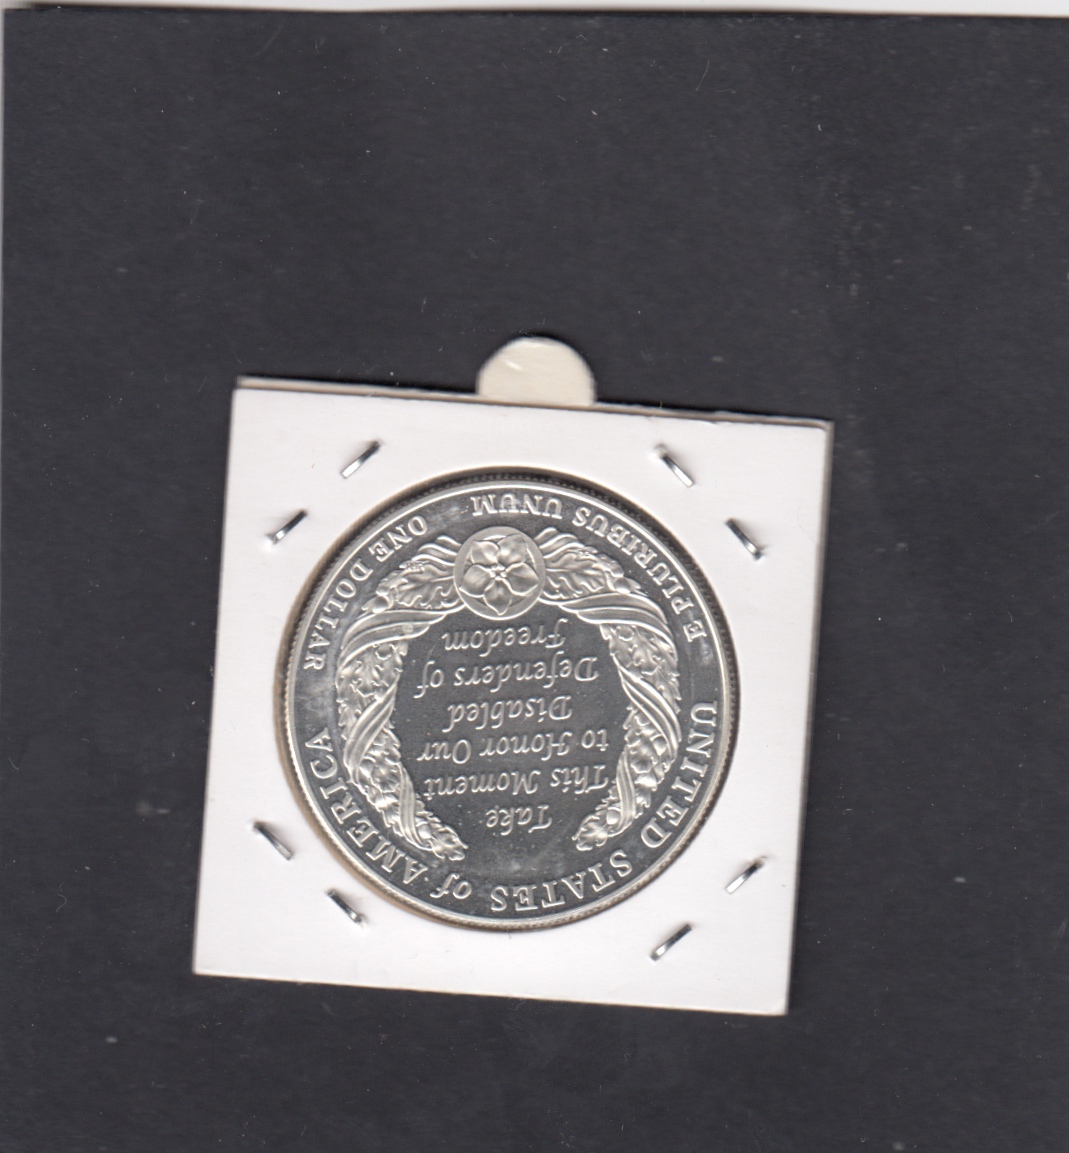 UNITED STATES of AMERICA
Take
This Moment
to Honor Our
Disabled
Defenders of
Freedom
E PLURIBUS UNUM
ONE DOLLAR